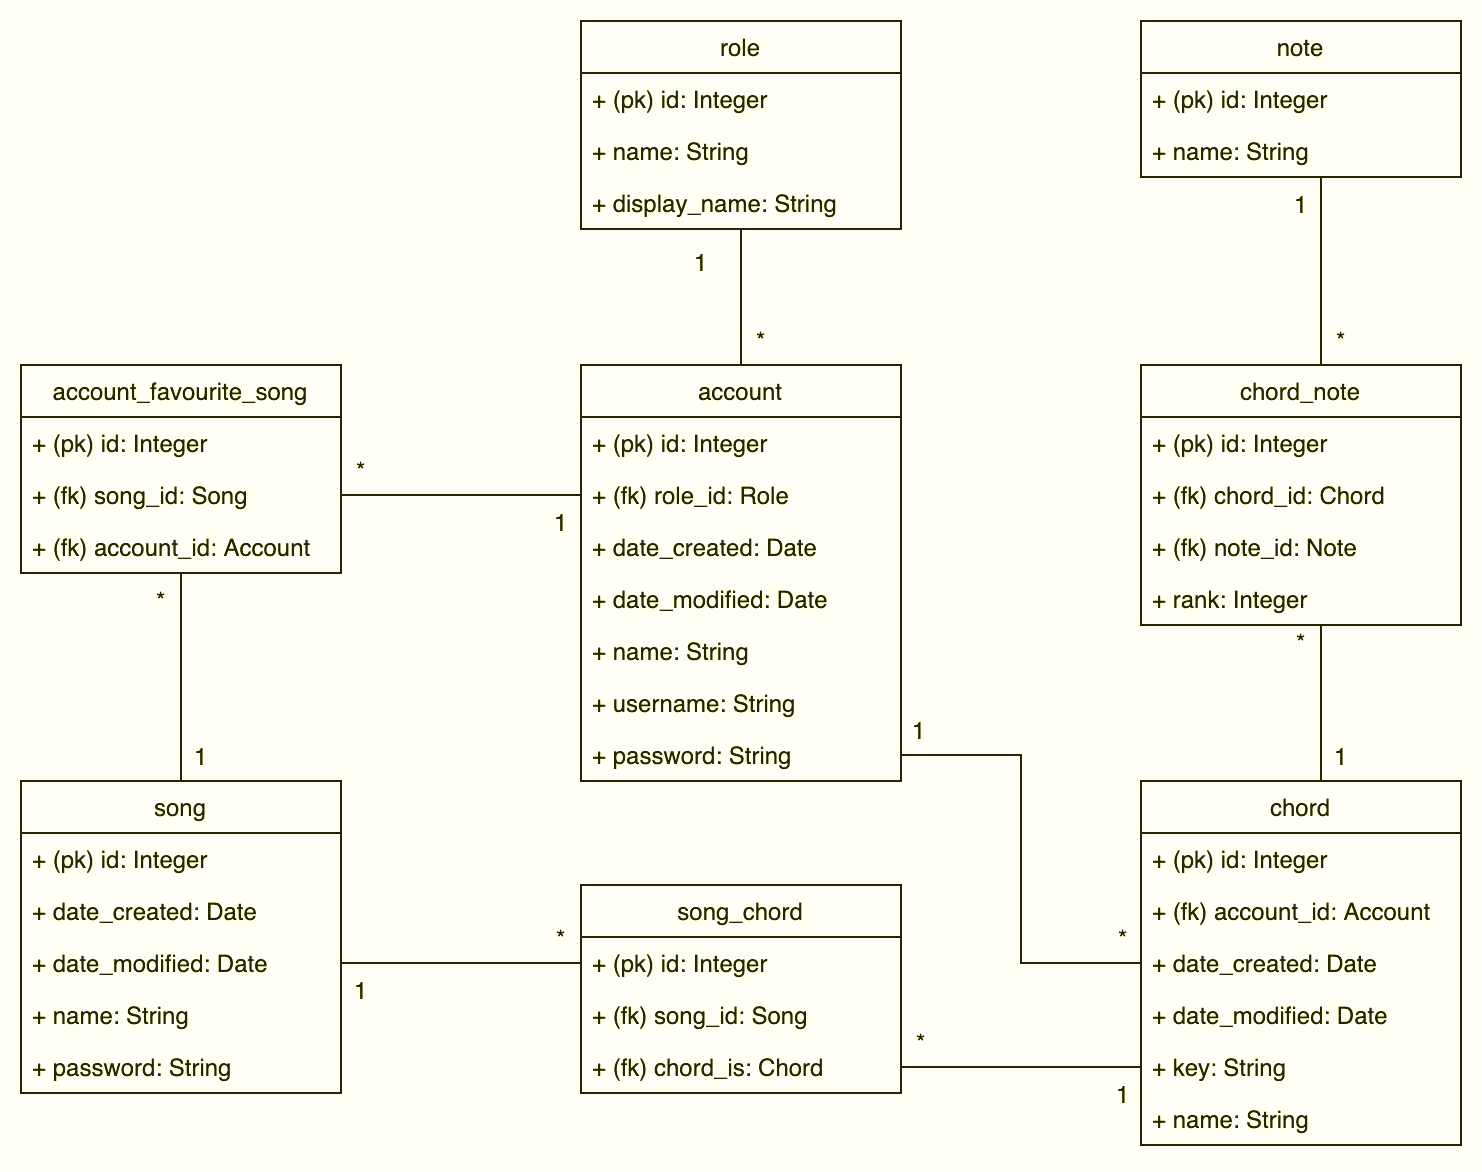 role
+ (pk) id: Integer
+ name: String
+ display_name: String
1
*
note
+ (pk) id: Integer
+ name: String
1
*
account_favourite_song
+ (pk) id: Integer
+ (fk) song_id: Song
+ (fk) account_id: Account
*
1
*
1
account
+ (pk) id: Integer
+ (fk) role_id: Role
+ date_created: Date
+ date_modified: Date
+ name: String
+ username: String
+ password: String
1
*
chord_note
+ (pk) id: Integer
+ (fk) chord_id: Chord
+ (fk) note_id: Note
+ rank: Integer
*
1
song
+ (pk) id: Integer
+ date_created: Date
+ date_modified: Date
+ name: String
+ password: String
1
*
song_chord
+ (pk) id: Integer
+ (fk) song_id: Song
+ (fk) chord_is: Chord
*
1
chord
+ (pk) id: Integer
+ (fk) account_id: Account
+ date_created: Date
+ date_modified: Date
+ key: String
+ name: String